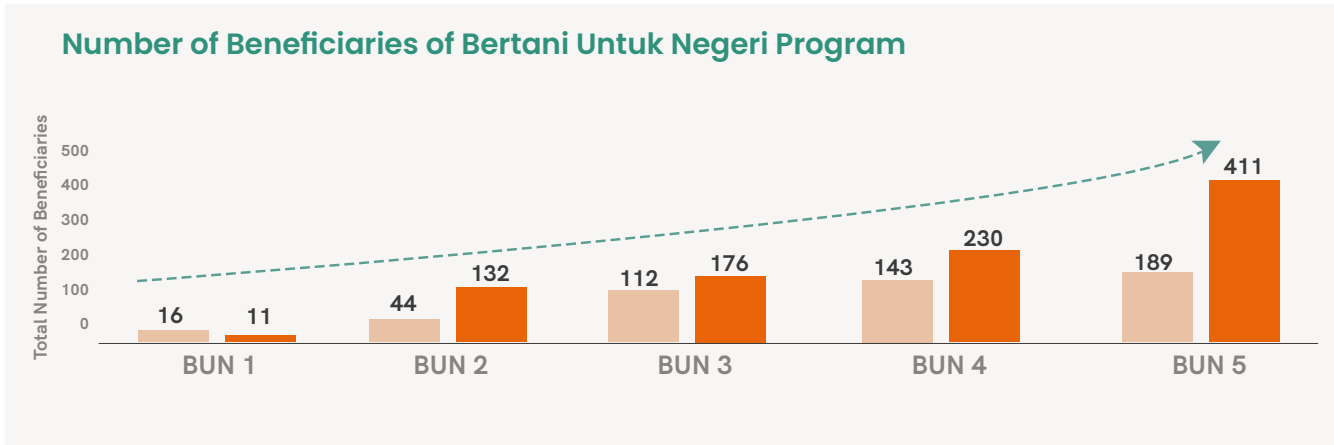 Number of Beneficiaries of Bertani Untuk Negeri Program
Total Number of Beneficiaries
500
400
300
200
100
0
16
11
44
132
112
176
143
230
189
411
BUN 1
BUN 2
BUN 3
BUN 4
BUN 5